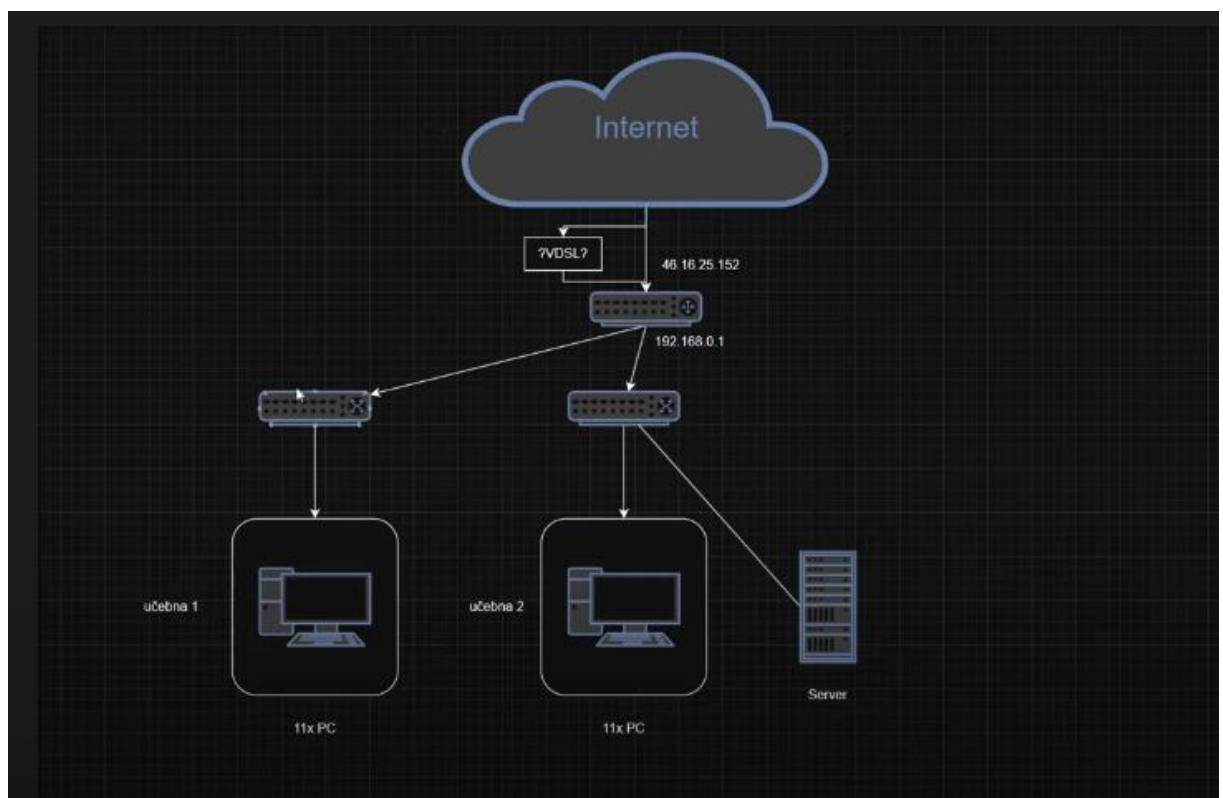 Internet
?VDSL?
46.16.25.152
192.168.0.1
učebna 1
učebna 2
Server
11x PC
11x PC